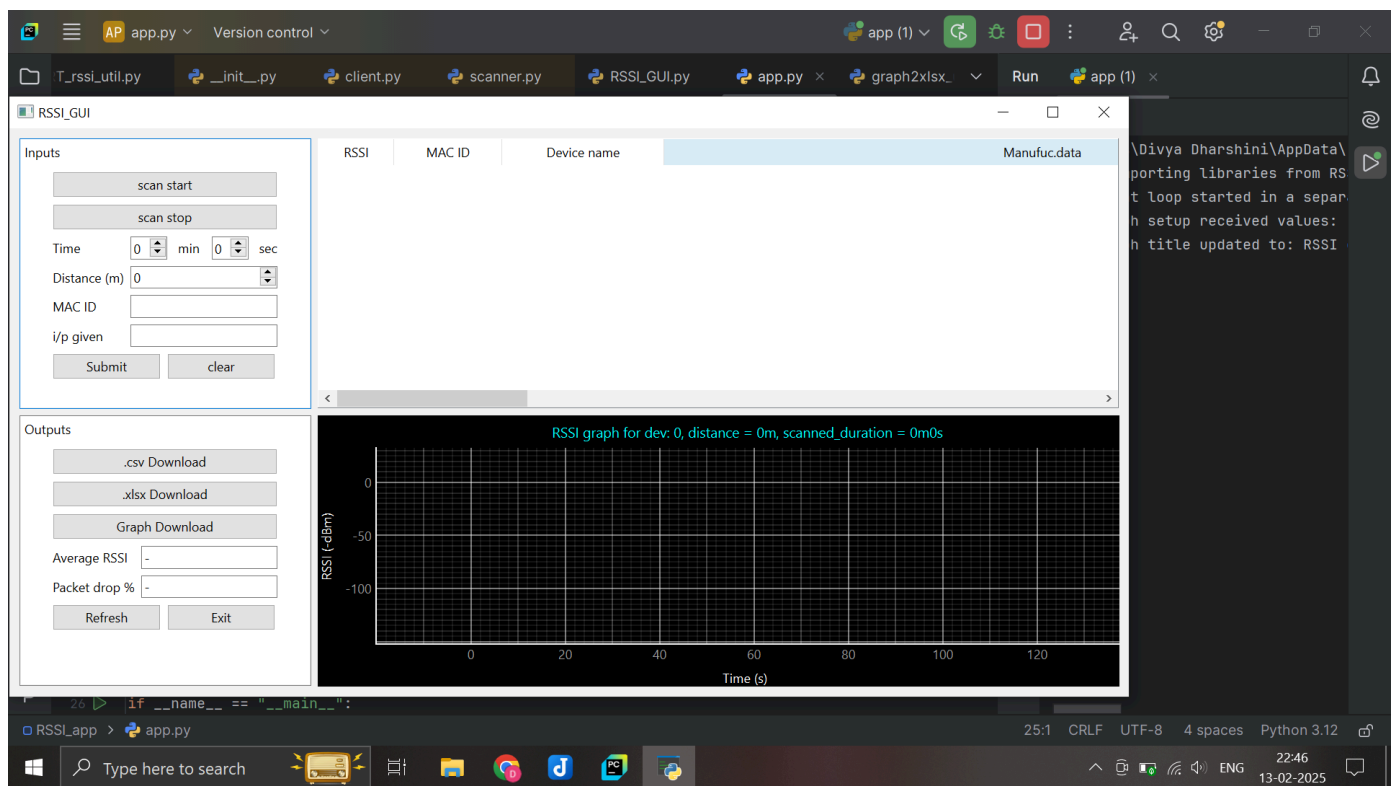 PC AP app.py Version control app (1)
T_rssi_util.py __init__.py client.py scanner.py RSSI_GUI.py app.py graph2xlsx_ Run app (1)
RSSI_GUI
Inputs
scan start
scan stop
Time 0 min 0 sec
Distance (m) 0
MAC ID
i/p given
Submit clear
RSSI MAC ID Device name Manufuc.data
\Divya Dharshini\AppData\
porting libraries from RS
t loop started in a separ
h setup received values:
h title updated to: RSSI
Outputs
.csv Download
.xlsx Download
Graph Download
Average RSSI -
Packet drop % -
Refresh Exit
RSSI graph for dev: 0, distance = 0m, scanned_duration = 0m0s
RSSI (-dBm)
0
-50
-100
0 20 40 60 80 100 120
Time (s)
26 if __name__ == "__main__":
RSSI_app > app.py 25:1 CRLF UTF-8 4 spaces Python 3.12
Type here to search D d PC ENG 22:46
13-02-2025